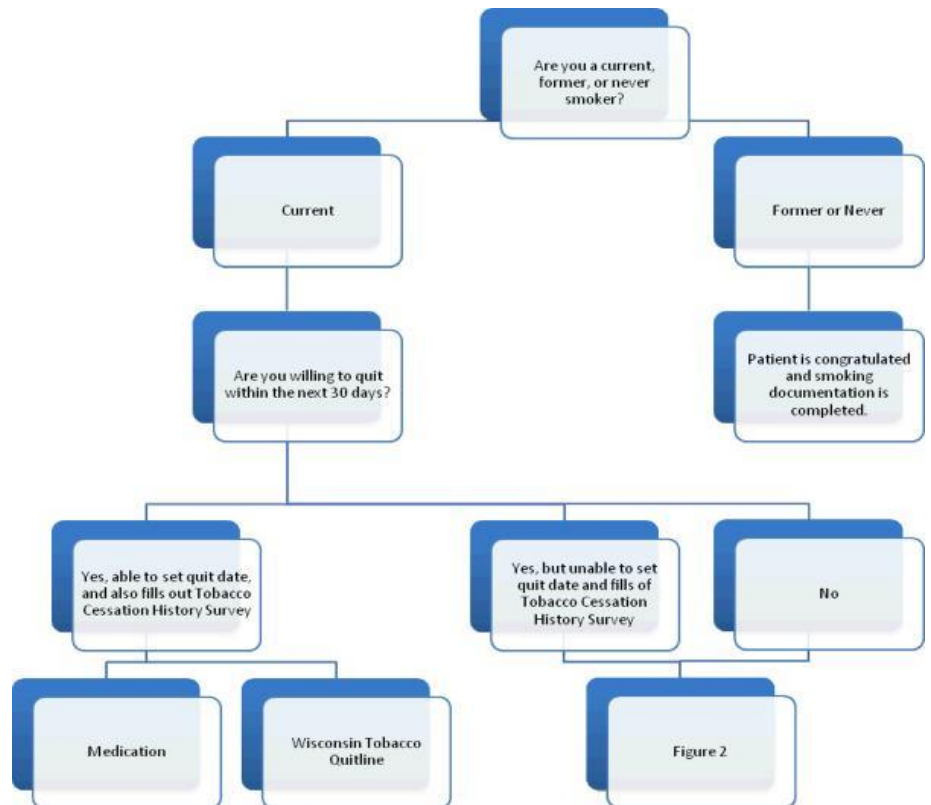 Are you a current,
former, or never
smoker?
Current
Former or Never
Are you willing to quit
within the next 30 days?
Patient is congratulated
and smoking
documentation is
completed.
Yes, able to set quit date,
and also fills out Tobacco
Cessation History Survey
Yes, but unable to set
quit date and fills of
Tobacco Cessation
History Survey
No
Medication
Wisconsin Tobacco
Quitline
Figure 2